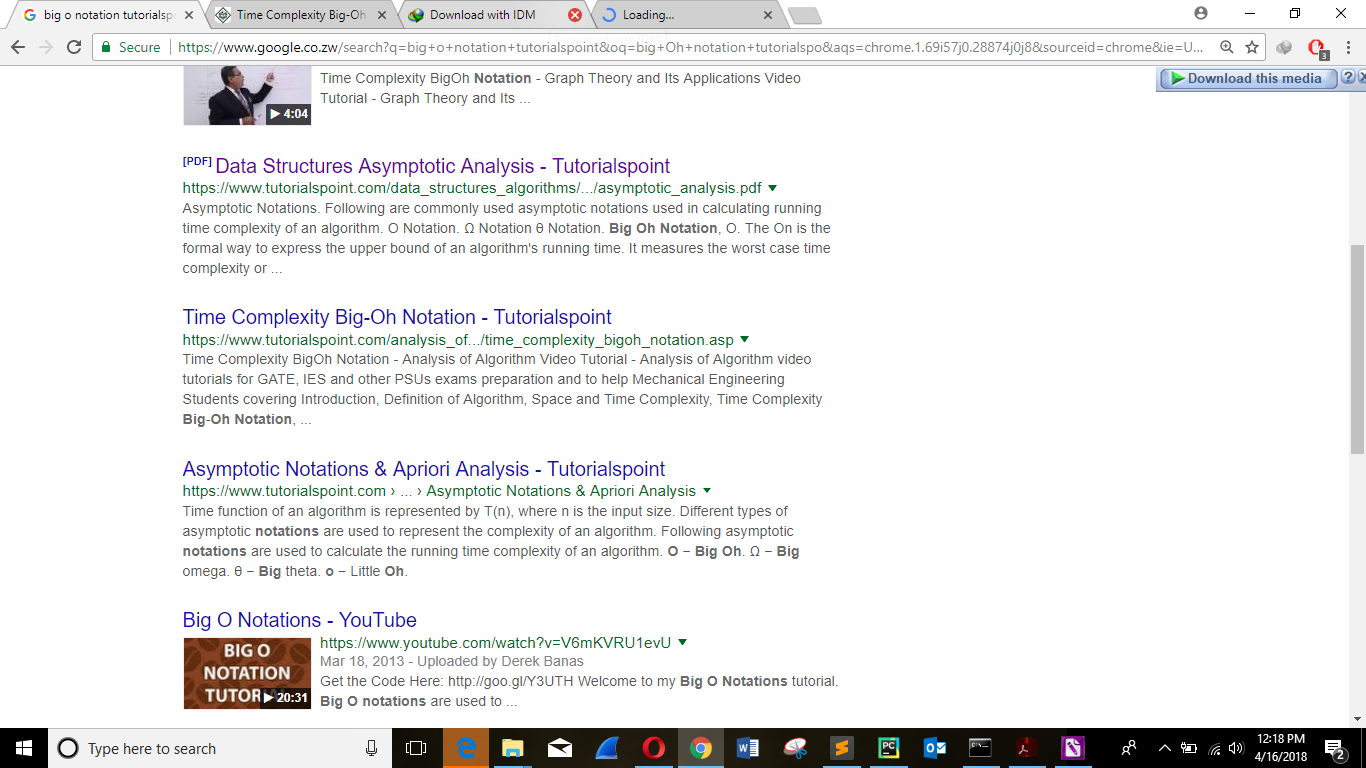 big o notation tutorialspo
Time Complexity Big-Oh
Download with IDM
Loading...
Secure
https://www.google.co.zw/search?q=big+o+notation+tutorialspoint&oq=big+Oh+notation+tutorialspo&aqs=chrome.1.69i57j0.28874j0j8&sourceid=chrome&ie=U...
3
Download this media
?
Time Complexity BigOh Notation - Graph Theory and Its Applications Video
Tutorial - Graph Theory and Its ...
4:04
[PDF] Data Structures Asymptotic Analysis - Tutorialspoint
https://www.tutorialspoint.com/data_structures_algorithms/.../asymptotic_analysis.pdf
Asymptotic Notations. Following are commonly used asymptotic notations used in calculating running
time complexity of an algorithm. O Notation. Ω Notation θ Notation. Big Oh Notation, O. The On is the
formal way to express the upper bound of an algorithm's running time. It measures the worst case time
complexity or ...
Time Complexity Big-Oh Notation - Tutorialspoint
https://www.tutorialspoint.com/analysis_of.../time_complexity_bigoh_notation.asp
Time Complexity BigOh Notation - Analysis of Algorithm Video Tutorial - Analysis of Algorithm video
tutorials for GATE, IES and other PSUs exams preparation and to help Mechanical Engineering
Students covering Introduction, Definition of Algorithm, Space and Time Complexity, Time Complexity
Big-Oh Notation, ...
Asymptotic Notations & Apriori Analysis - Tutorialspoint
https://www.tutorialspoint.com › ... › Asymptotic Notations & Apriori Analysis
Time function of an algorithm is represented by T(n), where n is the input size. Different types of
asymptotic notations are used to represent the complexity of an algorithm. Following asymptotic
notations are used to calculate the running time complexity of an algorithm. O − Big Oh. Ω − Big
omega. θ − Big theta. o − Little Oh.
Big O Notations - YouTube
https://www.youtube.com/watch?v=V6mKVRU1evU
Mar 18, 2013 - Uploaded by Derek Banas
Get the Code Here: http://goo.gl/Y3UTH Welcome to my Big O Notations tutorial.
Big O notations are used to ...
BIG O
NOTATION
TUTOR
20:31
Type here to search
12:18 PM
4/16/2018
2